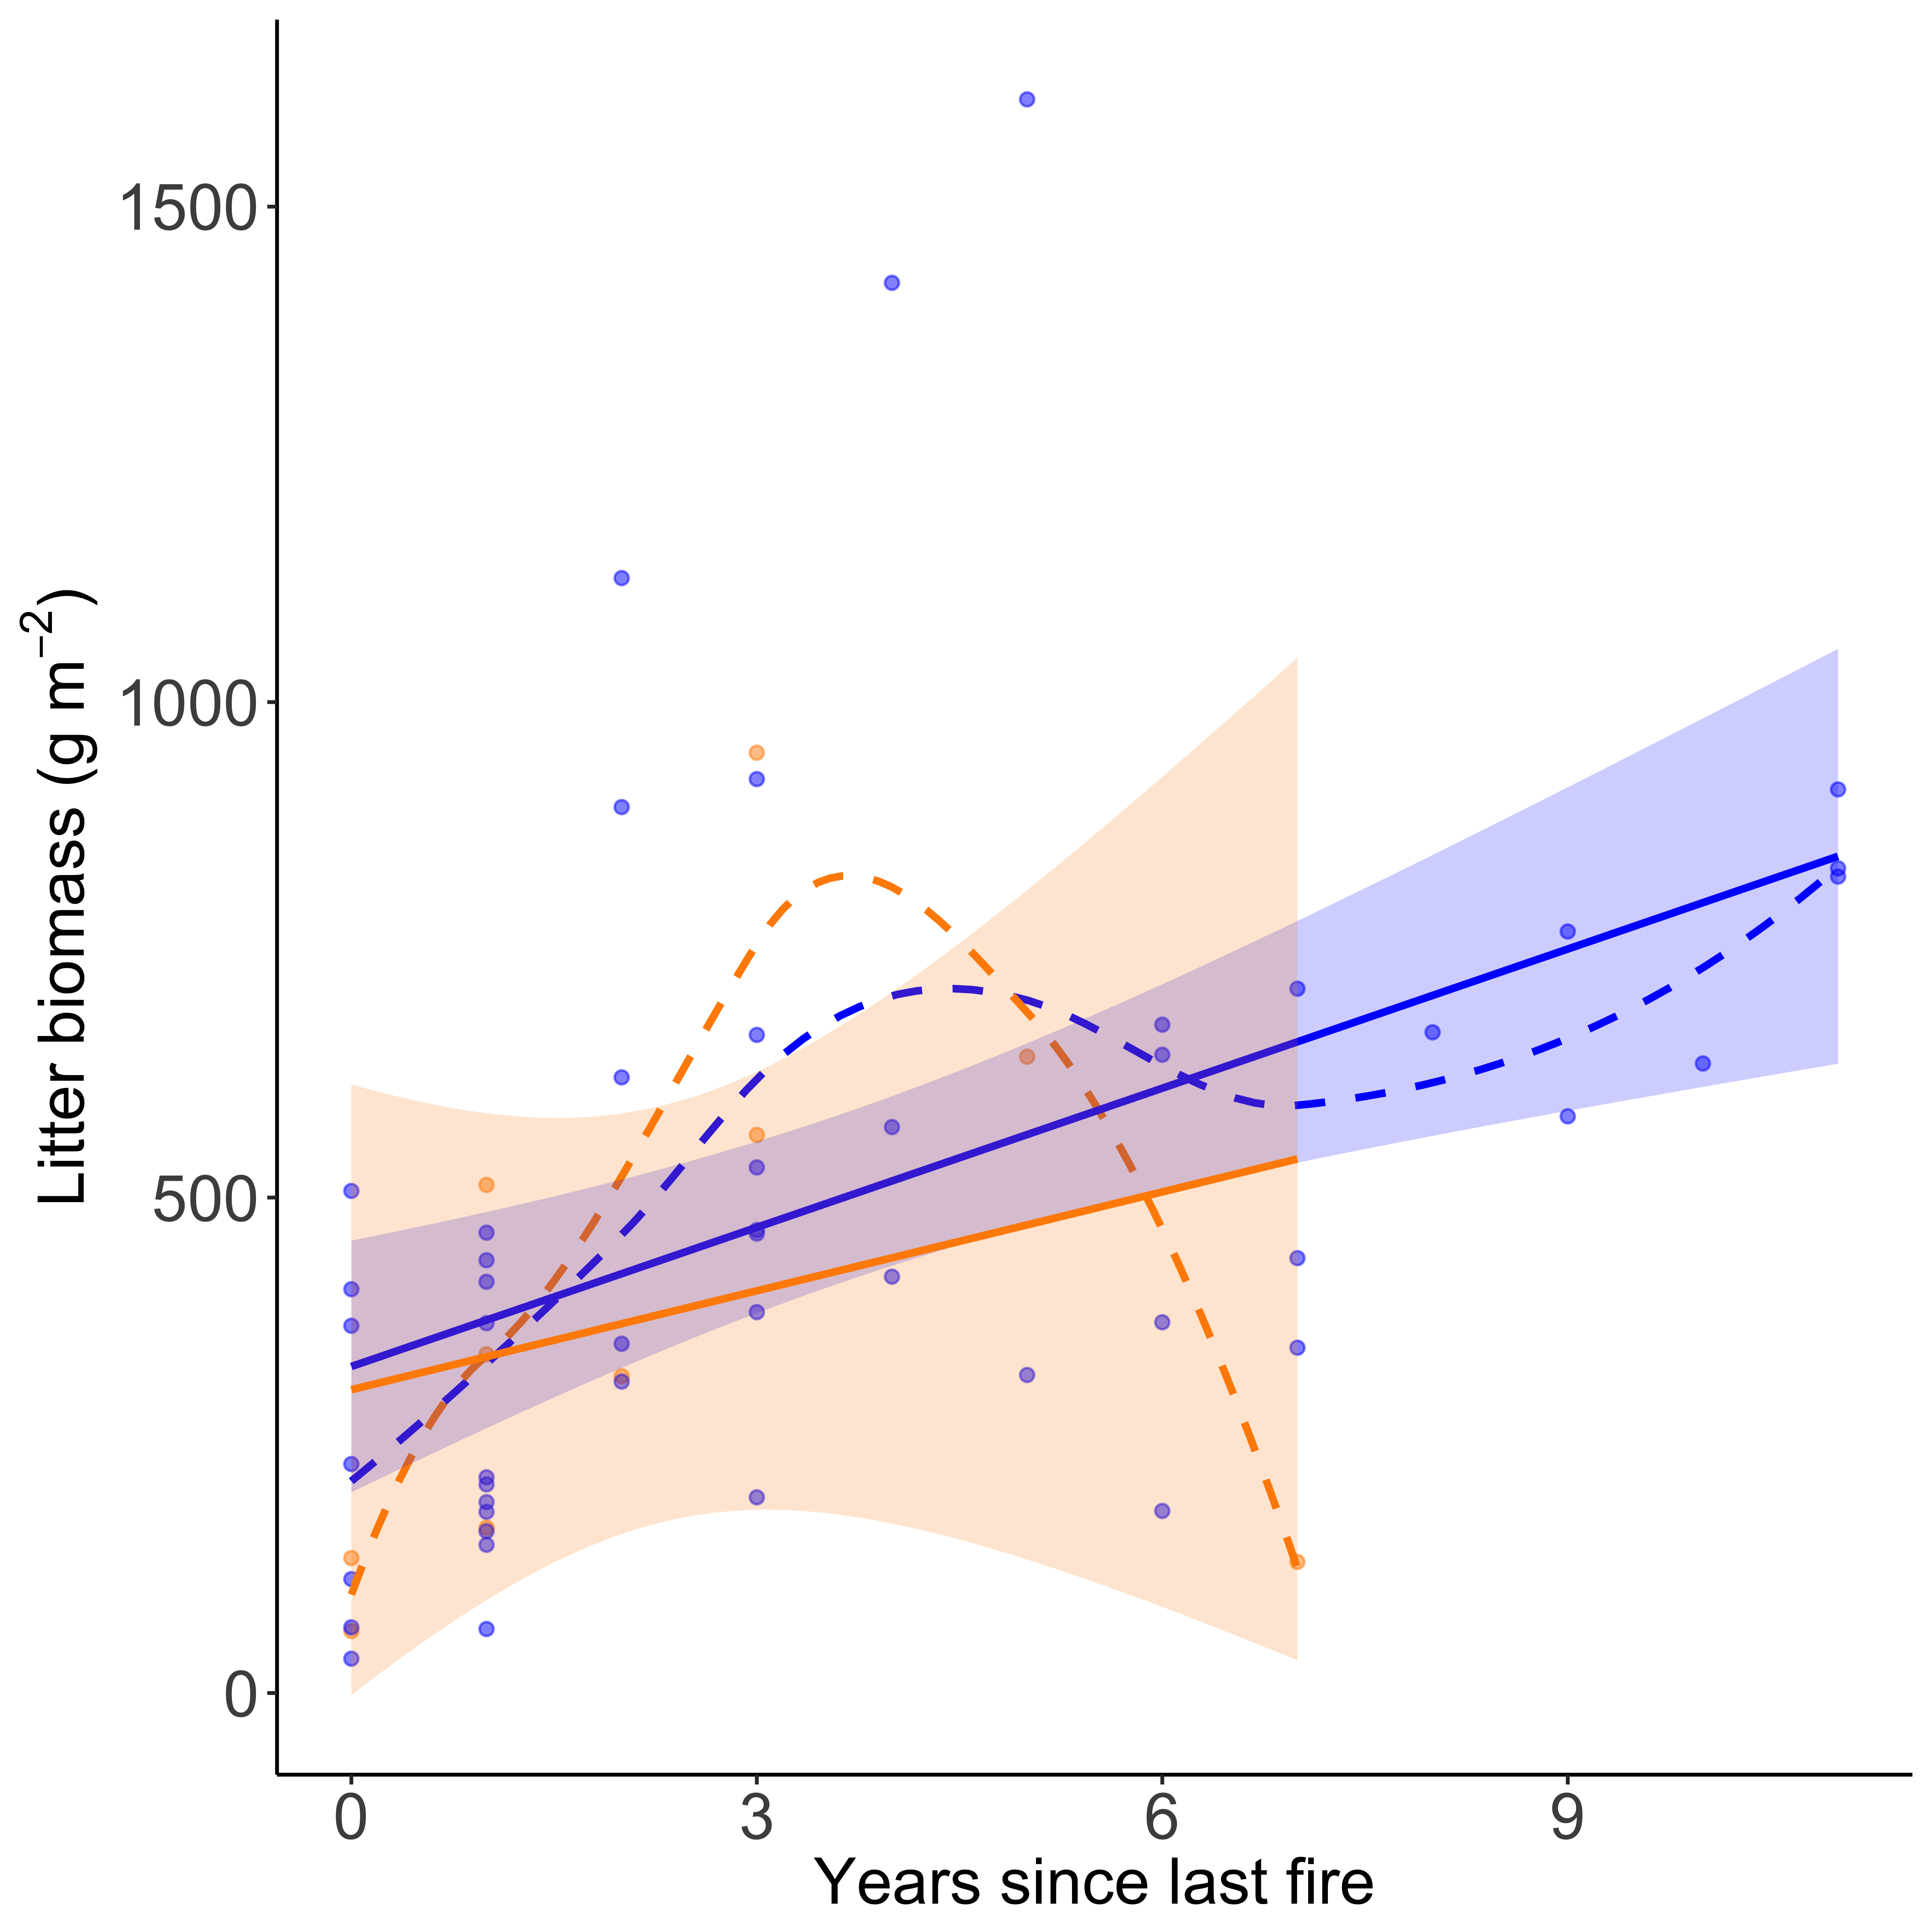 Litter biomass (g m⁻²)
1500
1000
500
0
0 3 6 9
Years since last fire